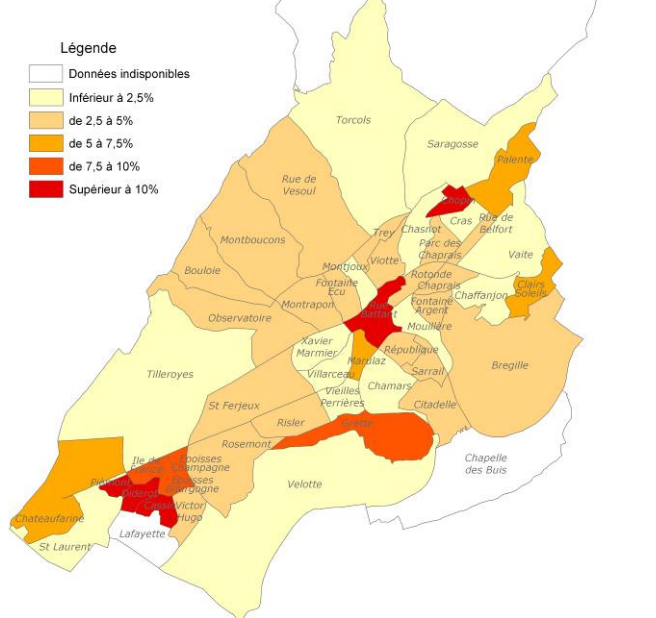 Légende
Données indisponibles
Inférieur à 2,5%
de 2,5 à 5%
de 5 à 7,5%
de 7,5 à 10%
Supérieur à 10%
Torcols
Saragosse
Palente
Rue de
Vesoul
Chopin
Cras
Rue de
Belfort
Chasnot
Trey
Parc des
Chaprais
Vaite
Montboucons
Viotte
Montjoux
Bouloie
Rotonde
Chaprais
Fontaine
Ecu
Clairs
Soleils
Chaffanjon
Montrapon
Rue
Battant
Fontaine
Argent
Observatoire
Mouillère
Xavier
Marmier
République
Marulaz
Bregille
Tilleroyes
Villarceau
Sarrail
Chamars
Vieilles
Perrières
St Ferjeux
Citadelle
Risler
Grette
Rosemont
Chapelle
des Buis
Ile de
France
Epoisses
Champagne
Velotte
Epoisses
Bourgogne
Diderot
Victor
Hugo
Chateaufarine
Lafayette
St Laurent